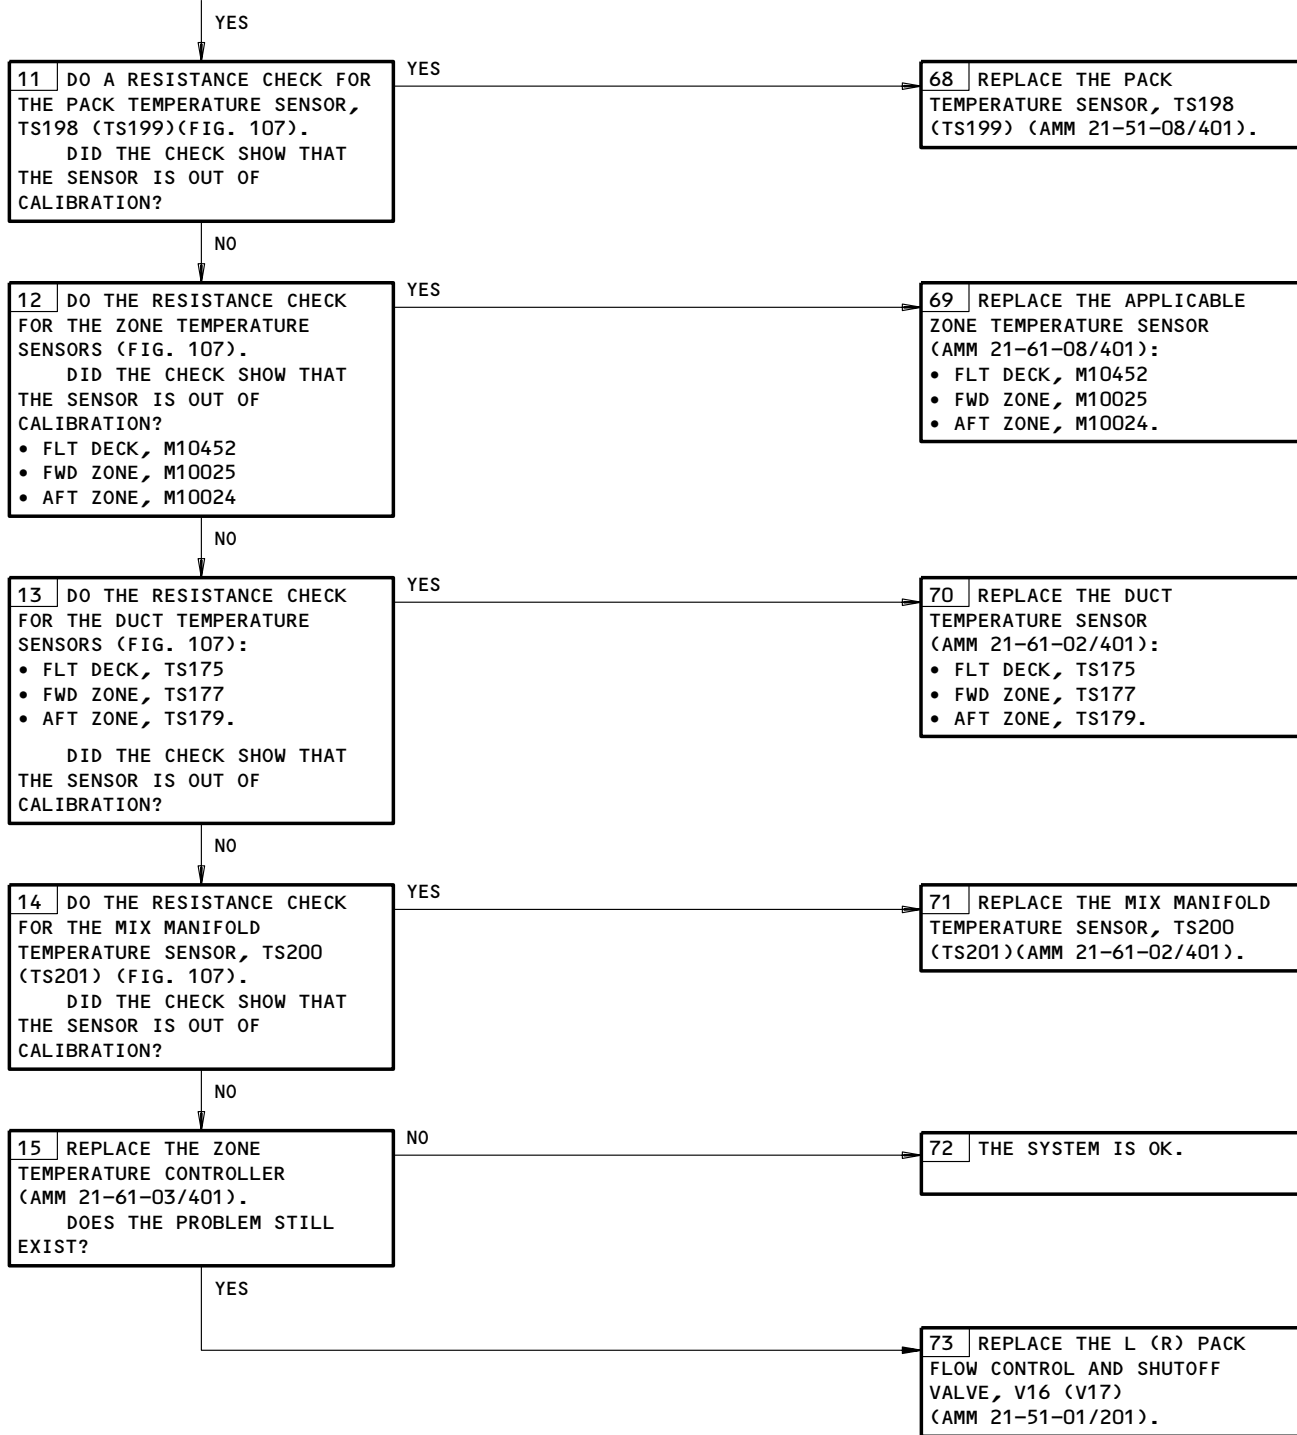 YES
11 DO A RESISTANCE CHECK FOR
THE PACK TEMPERATURE SENSOR,
TS198 (TS199)(FIG. 107).
DID THE CHECK SHOW THAT
THE SENSOR IS OUT OF
CALIBRATION?
YES
68 REPLACE THE PACK
TEMPERATURE SENSOR, TS198
(TS199) (AMM 21-51-08/401).
NO
12 DO THE RESISTANCE CHECK
FOR THE ZONE TEMPERATURE
SENSORS (FIG. 107).
DID THE CHECK SHOW THAT
THE SENSOR IS OUT OF
CALIBRATION?
• FLT DECK, M10452
• FWD ZONE, M10025
• AFT ZONE, M10024
YES
69 REPLACE THE APPLICABLE
ZONE TEMPERATURE SENSOR
(AMM 21-61-08/401):
• FLT DECK, M10452
• FWD ZONE, M10025
• AFT ZONE, M10024.
NO
13 DO THE RESISTANCE CHECK
FOR THE DUCT TEMPERATURE
SENSORS (FIG. 107):
• FLT DECK, TS175
• FWD ZONE, TS177
• AFT ZONE, TS179.
DID THE CHECK SHOW THAT
THE SENSOR IS OUT OF
CALIBRATION?
YES
70 REPLACE THE DUCT
TEMPERATURE SENSOR
(AMM 21-61-02/401):
• FLT DECK, TS175
• FWD ZONE, TS177
• AFT ZONE, TS179.
NO
14 DO THE RESISTANCE CHECK
FOR THE MIX MANIFOLD
TEMPERATURE SENSOR, TS200
(TS201) (FIG. 107).
DID THE CHECK SHOW THAT
THE SENSOR IS OUT OF
CALIBRATION?
YES
71 REPLACE THE MIX MANIFOLD
TEMPERATURE SENSOR, TS200
(TS201)(AMM 21-61-02/401).
NO
15 REPLACE THE ZONE
TEMPERATURE CONTROLLER
(AMM 21-61-03/401).
DOES THE PROBLEM STILL
EXIST?
NO
72 THE SYSTEM IS OK.
YES
73 REPLACE THE L (R) PACK
FLOW CONTROL AND SHUTOFF
VALVE, V16 (V17)
(AMM 21-51-01/201).